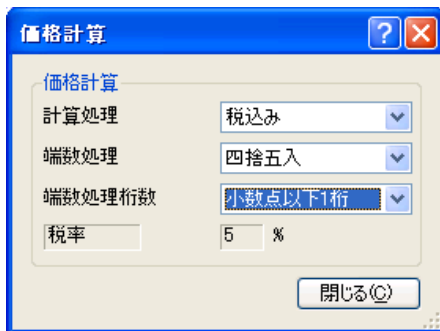 価格計算
価格計算
計算処理 税込み
端数処理 四捨五入
端数処理桁数 小数点以下1桁
税率 5 %
閉じる(C)